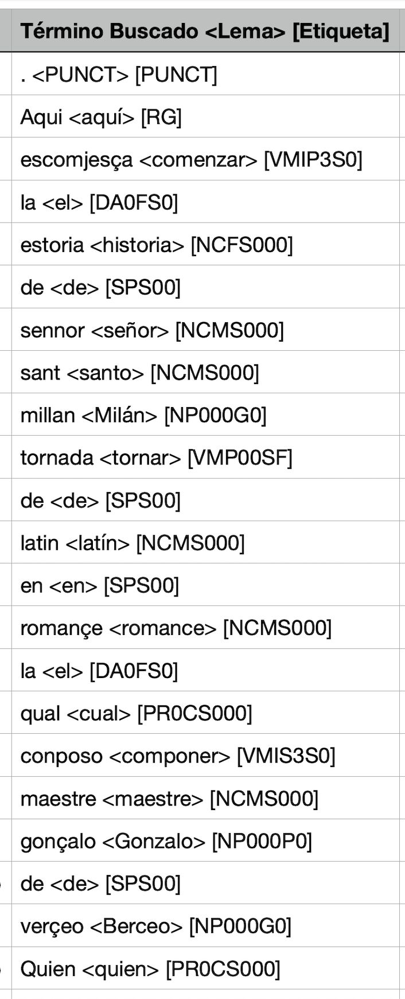 Término Buscado <Lema> [Etiqueta]
. <PUNCT> [PUNCT]
Aqui <aquí> [RG]
escomjesça <comenzar> [VMIP3S0]
la <el> [DA0FS0]
estoria <historia> [NCFS000]
de <de> [SPS00]
sennor <señor> [NCMS000]
sant <santo> [NCMS000]
millan <Milán> [NP000G0]
tornada <tornar> [VMP00SF]
de <de> [SPS00]
latin <latín> [NCMS000]
en <en> [SPS00]
romançe <romance> [NCMS000]
la <el> [DA0FS0]
qual <cual> [PR0CS000]
conposo <componer> [VMIS3S0]
maestre <maestre> [NCMS000]
gonçalo <Gonzalo> [NP000P0]
de <de> [SPS00]
verçeo <Berceo> [NP000G0]
Quien <quien> [PR0CS000]